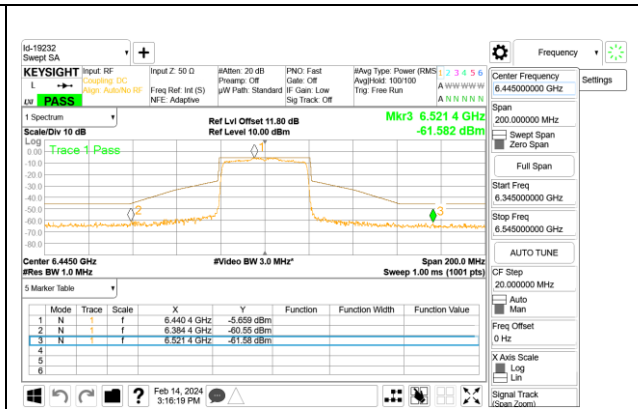 ld-19232
Swept SA
+
Frequency
KEYSIGHT
Input: RF
Coupling: DC
Align: Auto/No RF
Input Z: 50 Ω
Freq Ref: Int (S)
NFE: Adaptive
#Atten: 20 dB
Preamp: Off
µW Path: Standard
PNO: Fast
Gate: Off
IF Gain: Low
Sig Track: Off
#Avg Type: Power (RMS
Avg|Hold: 100/100
Trig: Free Run
1 2 3 4 5 6
A W W W W W
A N N N N N
L
LXI
PASS
1 Spectrum
Scale/Div 10 dB
Ref Lvl Offset 11.80 dB
Ref Level 10.00 dBm
Mkr3 6.521 4 GHz
-61.582 dBm
Log
Trace 1 Pass
0.00
-10.0
-20.0
-30.0
-40.0
-50.0
-60.0
-70.0
-80.0
1
2
3
Center 6.4450 GHz
#Res BW 1.0 MHz
#Video BW 3.0 MHz*
Span 200.0 MHz
Sweep 1.00 ms (1001 pts)
5 Marker Table
Mode Trace Scale X Y Function Function Width Function Value
1 N 1 f 6.440 4 GHz -5.659 dBm
2 N 1 f 6.384 4 GHz -60.55 dBm
3 N 1 f 6.521 4 GHz -61.58 dBm
4
5
6
Feb 14, 2024
3:16:19 PM
?
Center Frequency
6.445000000 GHz
Settings
Span
200.000000 MHz
Swept Span
Zero Span
Full Span
Start Freq
6.345000000 GHz
Stop Freq
6.545000000 GHz
AUTO TUNE
CF Step
20.000000 MHz
Auto
Man
Freq Offset
0 Hz
X Axis Scale
Log
Lin
Signal Track
(Span Zoom)